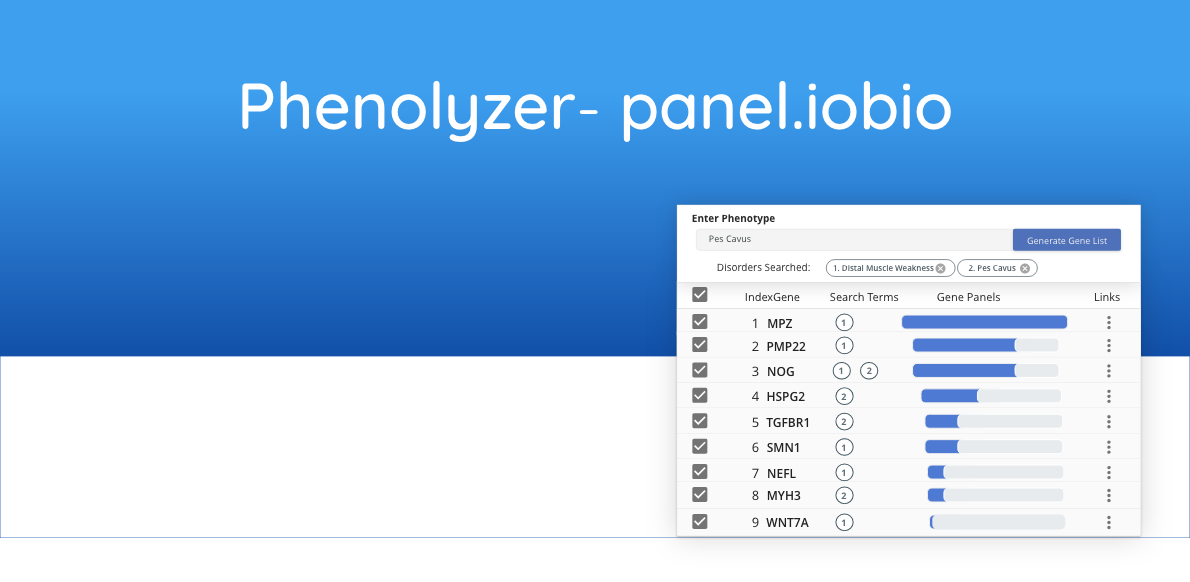 Phenolyzer- panel.iobio
Enter Phenotype
Pes Cavus Generate Gene List
Disorders Searched: 1. Distal Muscle Weakness 2. Pes Cavus
IndexGene Search Terms Gene Panels Links
1 MPZ 1
2 PMP22 1
3 NOG 1 2
4 HSPG2 2
5 TGFBR1 2
6 SMN1 1
7 NEFL 1
8 MYH3 2
9 WNT7A 1